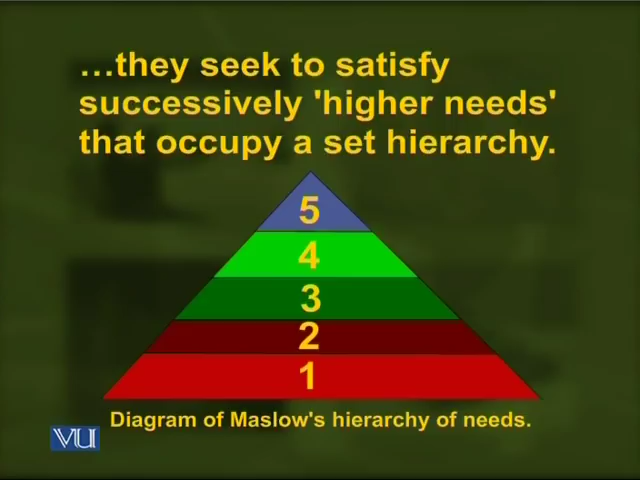 ...they seek to satisfy
successively 'higher needs'
that occupy a set hierarchy.
5
4
3
2
1
Diagram of Maslow's hierarchy of needs.
VU